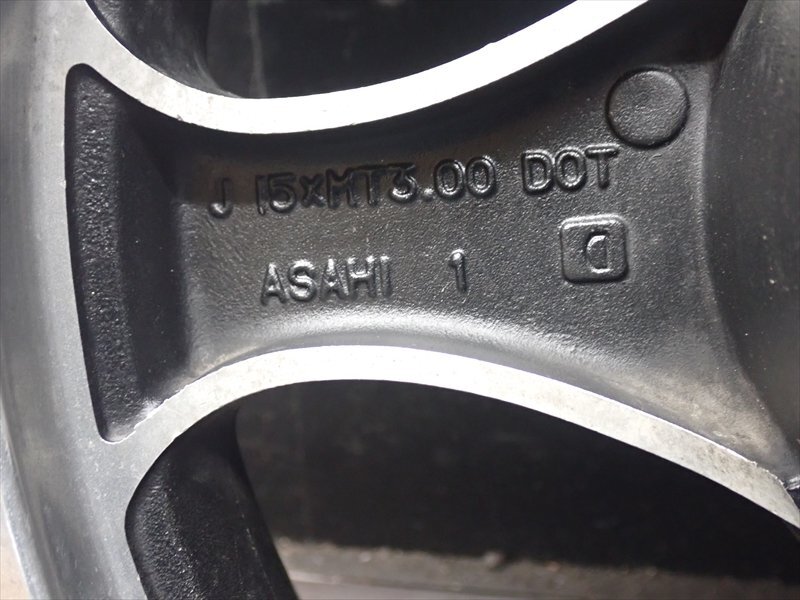 J 15xMT3.00 DOT
ASAHI 1 D